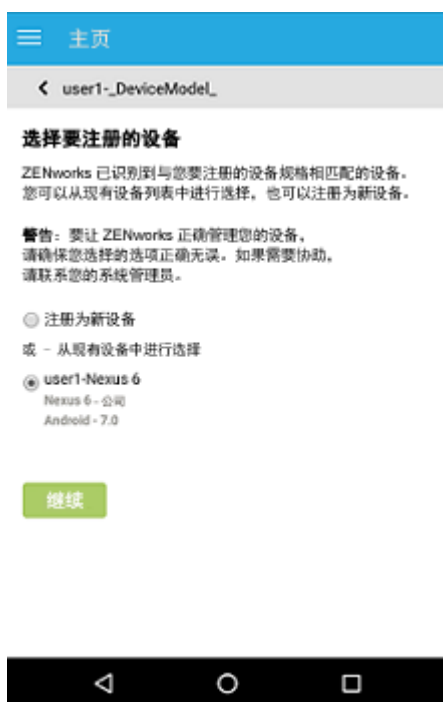 主页
user1-_DeviceModel_
选择要注册的设备
ZENworks 已识别到与您要注册的设备规格相匹配的设备。
您可以从现有设备列表中进行选择，也可以注册为新设备。
警告：要让 ZENworks 正确管理您的设备，
请确保您选择的选项正确无误。如果需要协助，
请联系您的系统管理员。
注册为新设备
或 - 从现有设备中进行选择
user1-Nexus 6
Nexus 6 - 公司
Android - 7.0
继续